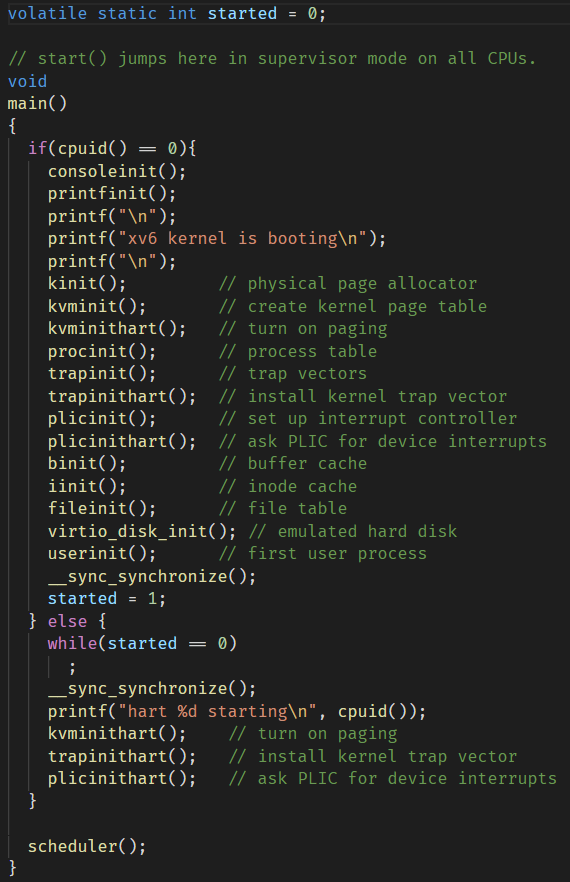 volatile static int started = 0;

// start() jumps here in supervisor mode on all CPUs.
void
main()
{
  if(cpuid() == 0){
    consoleinit();
    printfinit();
    printf("\n");
    printf("xv6 kernel is booting\n");
    printf("\n");
    kinit();         // physical page allocator
    kvminit();       // create kernel page table
    kvminithart();   // turn on paging
    procinit();      // process table
    trapinit();      // trap vectors
    trapinithart();  // install kernel trap vector
    plicinit();      // set up interrupt controller
    plicinithart();  // ask PLIC for device interrupts
    binit();         // buffer cache
    iinit();         // inode cache
    fileinit();      // file table
    virtio_disk_init(); // emulated hard disk
    userinit();      // first user process
    __sync_synchronize();
    started = 1;
  } else {
    while(started == 0)
      ;
    __sync_synchronize();
    printf("hart %d starting\n", cpuid());
    kvminithart();    // turn on paging
    trapinithart();   // install kernel trap vector
    plicinithart();   // ask PLIC for device interrupts
  }

  scheduler();
}